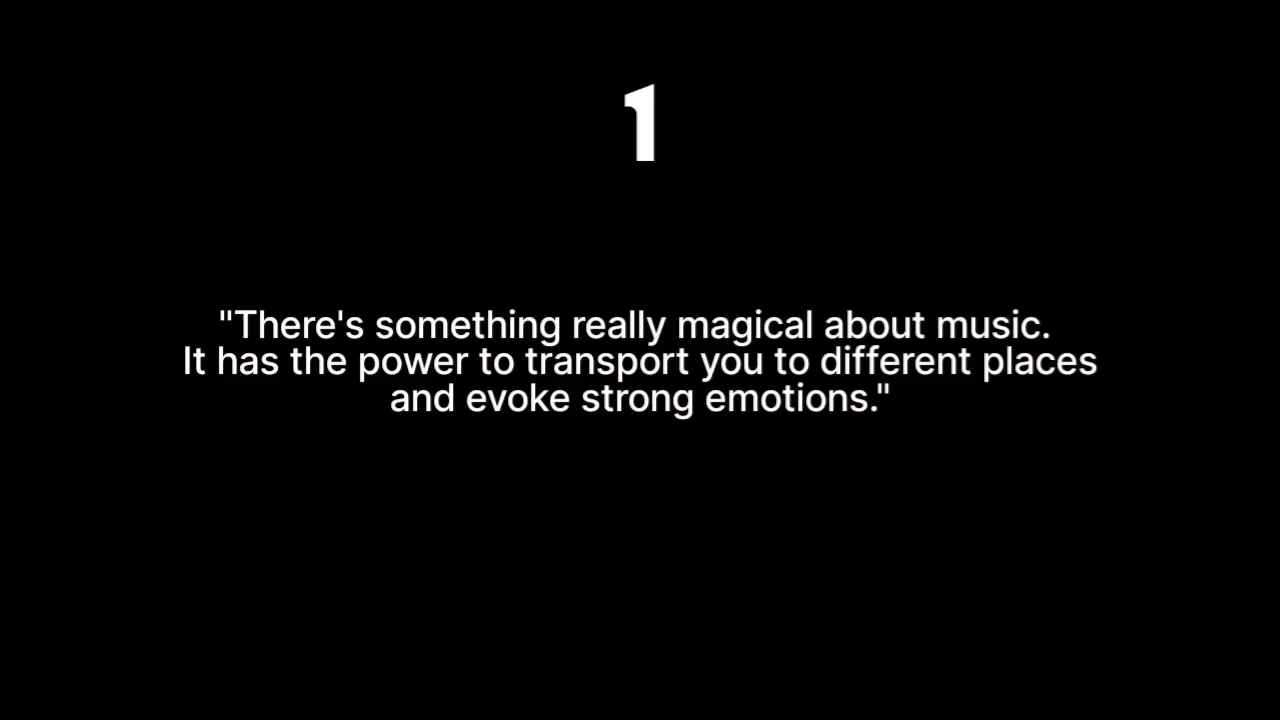 1
"There's something really magical about music.
It has the power to transport you to different places
and evoke strong emotions."